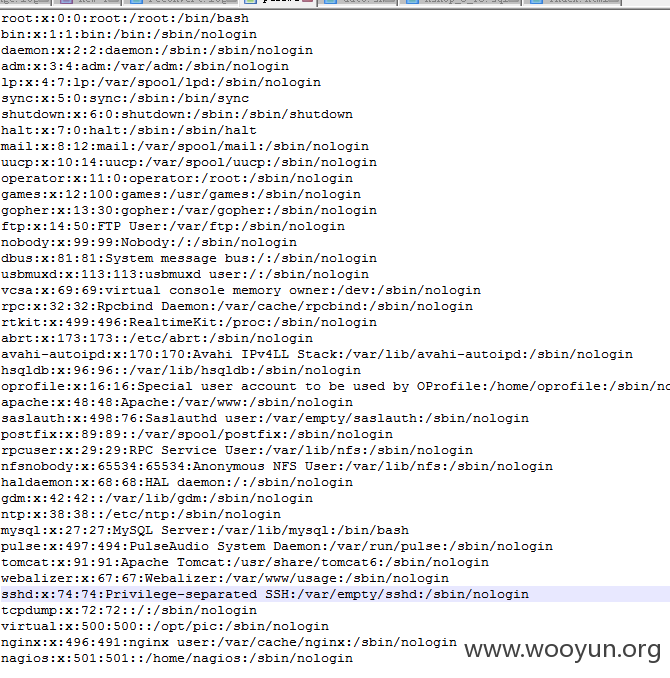 root:x:0:0:root:/root:/bin/bash
bin:x:1:1:bin:/bin:/sbin/nologin
daemon:x:2:2:daemon:/sbin:/sbin/nologin
adm:x:3:4:adm:/var/adm:/sbin/nologin
lp:x:4:7:lp:/var/spool/lpd:/sbin/nologin
sync:x:5:0:sync:/sbin:/bin/sync
shutdown:x:6:0:shutdown:/sbin:/sbin/shutdown
halt:x:7:0:halt:/sbin:/sbin/halt
mail:x:8:12:mail:/var/spool/mail:/sbin/nologin
uucp:x:10:14:uucp:/var/spool/uucp:/sbin/nologin
operator:x:11:0:operator:/root:/sbin/nologin
games:x:12:100:games:/usr/games:/sbin/nologin
gopher:x:13:30:gopher:/var/gopher:/sbin/nologin
ftp:x:14:50:FTP User:/var/ftp:/sbin/nologin
nobody:x:99:99:Nobody:/:/sbin/nologin
dbus:x:81:81:System message bus:/:/sbin/nologin
usbmuxd:x:113:113:usbmuxd user:/:/sbin/nologin
vcsa:x:69:69:virtual console memory owner:/dev:/sbin/nologin
rpc:x:32:32:Rpcbind Daemon:/var/cache/rpcbind:/sbin/nologin
rtkit:x:499:496:RealtimeKit:/proc:/sbin/nologin
abrt:x:173:173::/etc/abrt:/sbin/nologin
avahi-autoipd:x:170:170:Avahi IPv4LL Stack:/var/lib/avahi-autoipd:/sbin/nologin
hsqldb:x:96:96::/var/lib/hsqldb:/sbin/nologin
oprofile:x:16:16:Special user account to be used by OProfile:/home/oprofile:/sbin/no
apache:x:48:48:Apache:/var/www:/sbin/nologin
saslauth:x:498:76:Saslauthd user:/var/empty/saslauth:/sbin/nologin
postfix:x:89:89::/var/spool/postfix:/sbin/nologin
rpcuser:x:29:29:RPC Service User:/var/lib/nfs:/sbin/nologin
nfsnobody:x:65534:65534:Anonymous NFS User:/var/lib/nfs:/sbin/nologin
haldaemon:x:68:68:HAL daemon:/:/sbin/nologin
gdm:x:42:42::/var/lib/gdm:/sbin/nologin
ntp:x:38:38::/etc/ntp:/sbin/nologin
mysql:x:27:27:MySQL Server:/var/lib/mysql:/bin/bash
pulse:x:497:494:PulseAudio System Daemon:/var/run/pulse:/sbin/nologin
tomcat:x:91:91:Apache Tomcat:/usr/share/tomcat6:/sbin/nologin
webalizer:x:67:67:Webalizer:/var/www/usage:/sbin/nologin
sshd:x:74:74:Privilege-separated SSH:/var/empty/sshd:/sbin/nologin
tcpdump:x:72:72::/:/sbin/nologin
virtual:x:500:500::/opt/pic:/sbin/nologin
nginx:x:496:491:nginx user:/var/cache/nginx:/sbin/nologin
nagios:x:501:501::/home/nagios:/sbin/nologin
www.wooyun.org